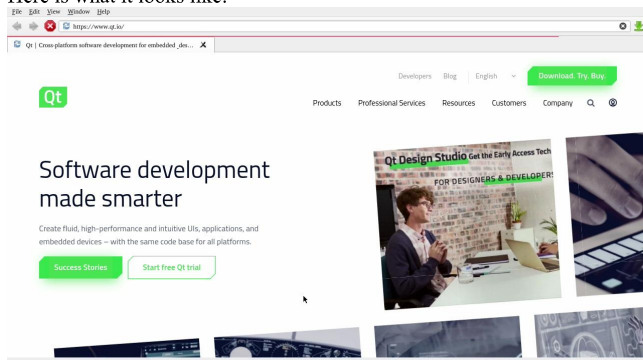 Here is what it looks like:
File Edit View Window Help
https://www.qt.io/
Qt | Cross-platform software development for embedded_des...
Developers Blog English Download. Try. Buy.
Qt
Products Professional Services Resources Customers Company
Qt Design Studio Get the Early Access Tech
FOR DESIGNERS & DEVELOPERS
Software development
made smarter
Create fluid, high-performance and intuitive UIs, applications, and
embedded devices – with the same code base for all platforms.
Success Stories Start free Qt trial